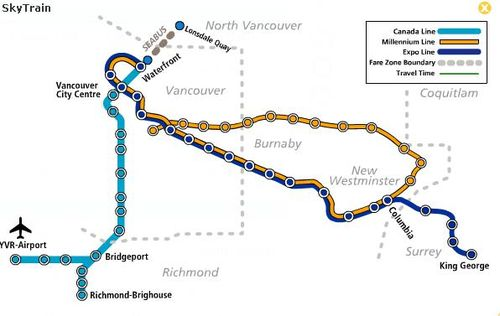 SkyTrain
North Vancouver
SEABUS
Lonsdale Quay
Waterfront
Canada Line
Millennium Line
Expo Line
Fare Zone Boundary
Travel Time
Vancouver
City Centre
Vancouver
Coquitlam
Burnaby
New
Westminster
Columbia
YVR-Airport
Bridgeport
Surrey
King George
Richmond
Richmond-Brighouse